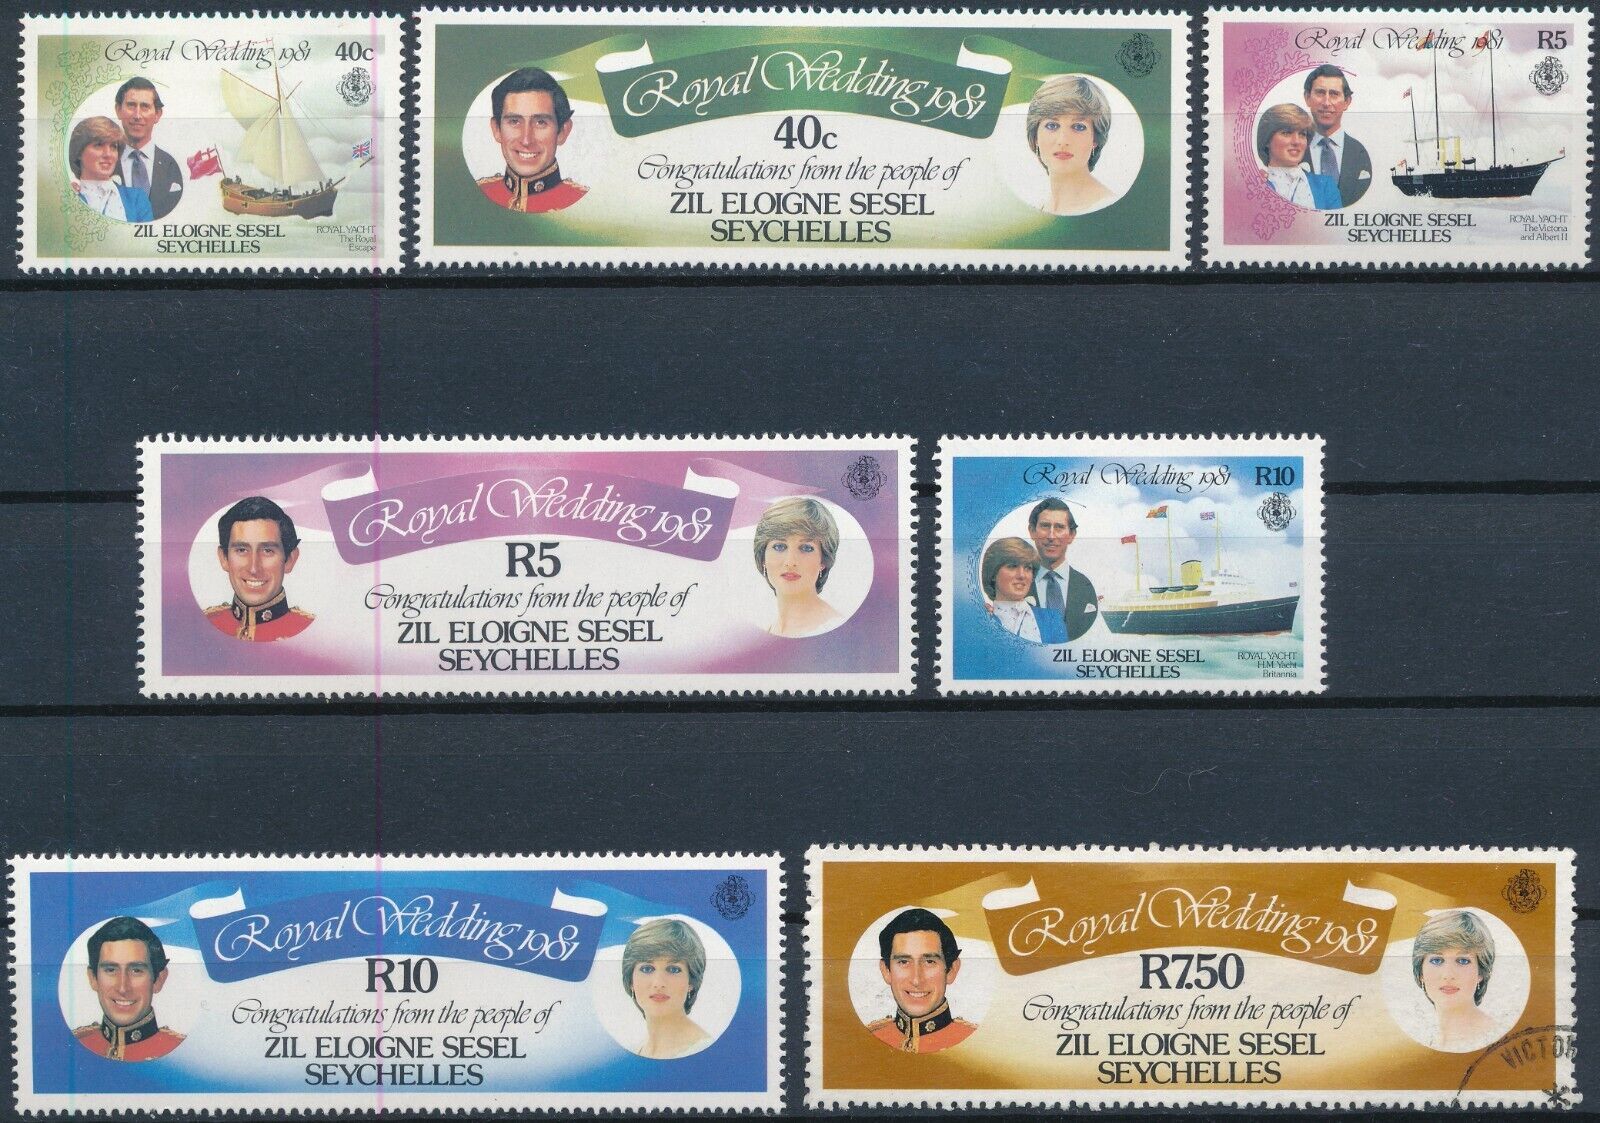 Royal Wedding 1981 40c
ZIL ELOIGNE SESEL
SEYCHELLES
ROYAL YACHT
The Royal
Escape
Royal Wedding 1981
40c
Congratulations from the people of
ZIL ELOIGNE SESEL
SEYCHELLES
Royal Wedding 1981 R5
ZIL ELOIGNE SESEL
SEYCHELLES
ROYAL YACHT
The Victoria
and Albert II
Royal Wedding 1981
R5
Congratulations from the people of
ZIL ELOIGNE SESEL
SEYCHELLES
Royal Wedding 1981 R10
ZIL ELOIGNE SESEL
SEYCHELLES
ROYAL YACHT
H.M. Yacht
Britannia
Royal Wedding 1981
R10
Congratulations from the people of
ZIL ELOIGNE SESEL
SEYCHELLES
Royal Wedding 1981
R7.50
Congratulations from the people of
ZIL ELOIGNE SESEL
SEYCHELLES
VICTOR